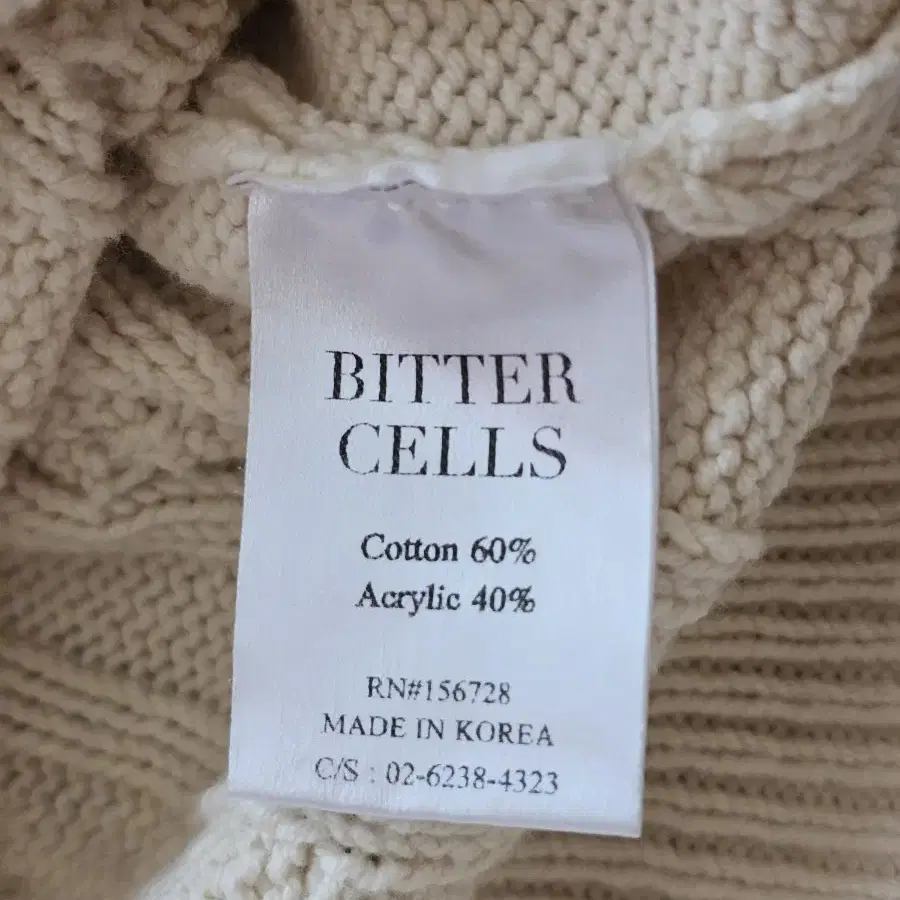 BITTER
CELLS
Cotton 60%
Acrylic 40%
RN#156728
MADE IN KOREA
C/S : 02-6238-4323